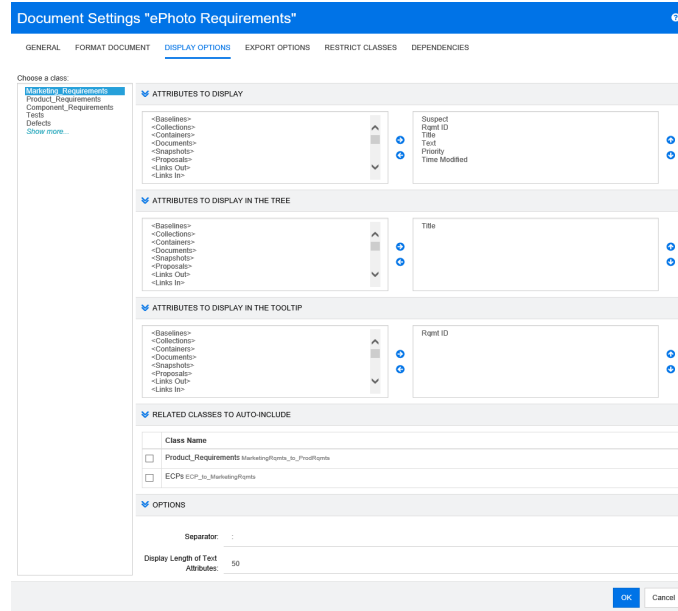 Document Settings "ePhoto Requirements"
GENERAL FORMAT DOCUMENT DISPLAY OPTIONS EXPORT OPTIONS RESTRICT CLASSES DEPENDENCIES
Choose a class:
Marketing_Requirements
Product_Requirements
Component_Requirements
Tests
Defects
Show more...
ATTRIBUTES TO DISPLAY
<Baselines>
<Collections>
<Containers>
<Documents>
<Snapshots>
<Proposals>
<Links Out>
<Links In>
Suspect
Rqmt ID
Title
Text
Priority
Time Modified
ATTRIBUTES TO DISPLAY IN THE TREE
<Baselines>
<Collections>
<Containers>
<Documents>
<Snapshots>
<Proposals>
<Links Out>
<Links In>
Title
ATTRIBUTES TO DISPLAY IN THE TOOLTIP
<Baselines>
<Collections>
<Containers>
<Documents>
<Snapshots>
<Proposals>
<Links Out>
<Links In>
Rqmt ID
RELATED CLASSES TO AUTO-INCLUDE
Class Name
Product_Requirements MarketingRqmts_to_ProdRqmts
ECPs ECP_to_MarketingRqmts
OPTIONS
Separator: :
Display Length of Text
Attributes: 50
OK Cancel